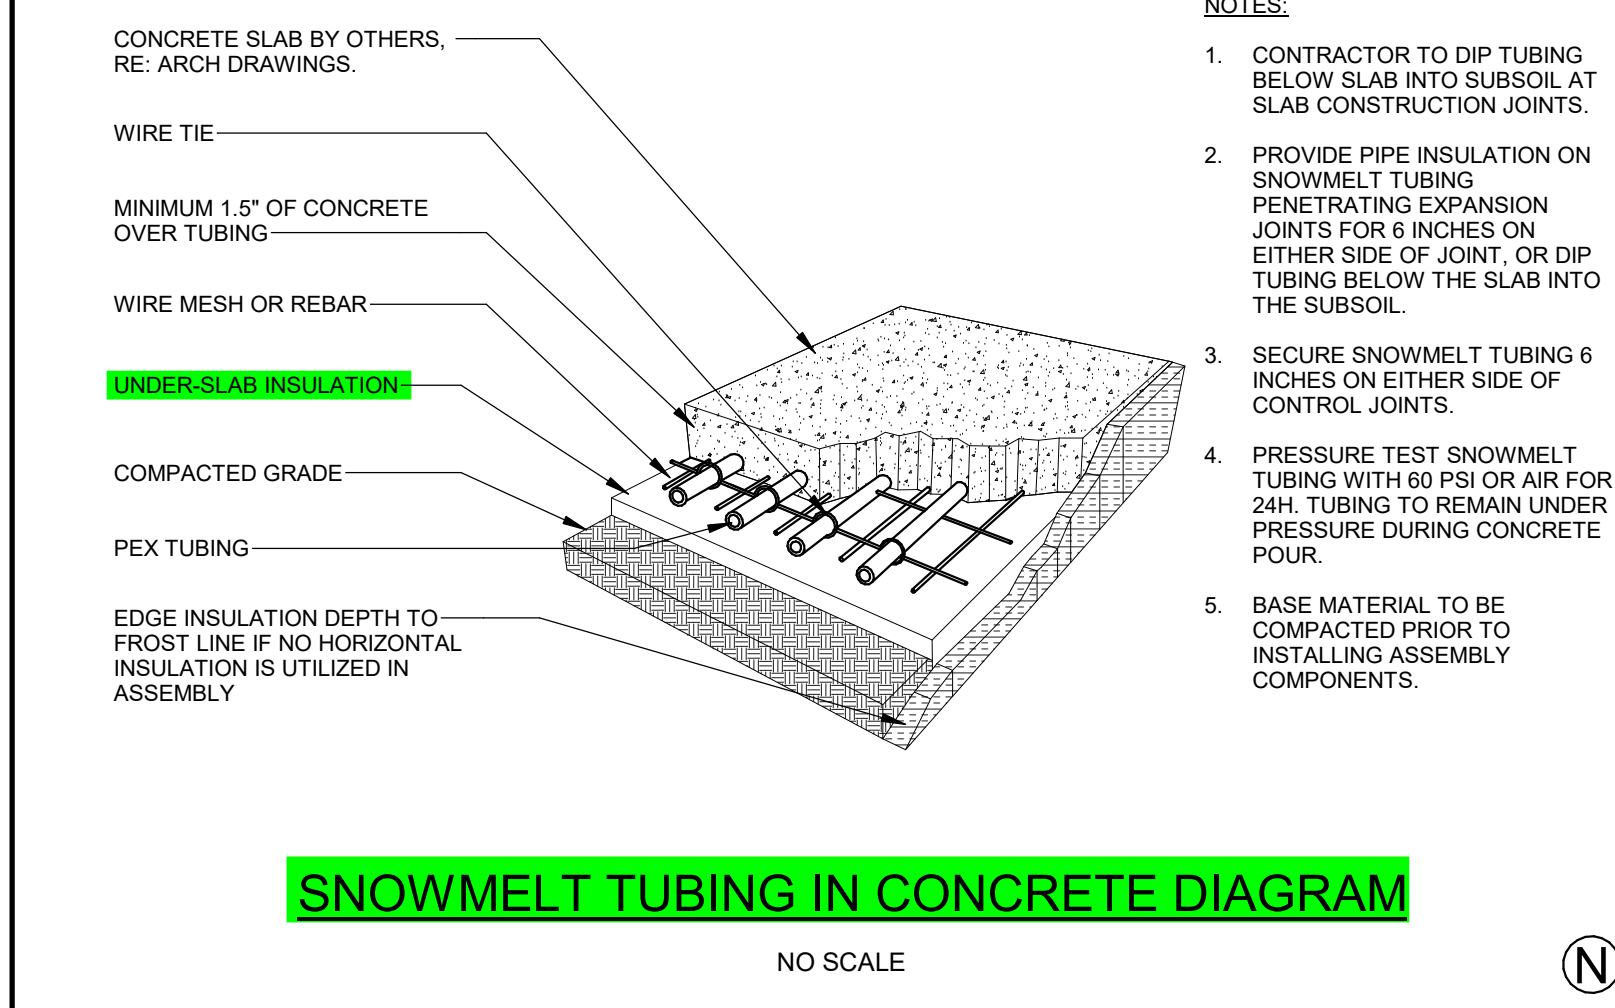 CONCRETE SLAB BY OTHERS,
RE: ARCH DRAWINGS.
WIRE TIE
MINIMUM 1.5" OF CONCRETE
OVER TUBING
WIRE MESH OR REBAR
UNDER-SLAB INSULATION
COMPACTED GRADE
PEX TUBING
EDGE INSULATION DEPTH TO
FROST LINE IF NO HORIZONTAL
INSULATION IS UTILIZED IN
ASSEMBLY
NOTES:
1. CONTRACTOR TO DIP TUBING
BELOW SLAB INTO SUBSOIL AT
SLAB CONSTRUCTION JOINTS.
2. PROVIDE PIPE INSULATION ON
SNOWMELT TUBING
PENETRATING EXPANSION
JOINTS FOR 6 INCHES ON
EITHER SIDE OF JOINT, OR DIP
TUBING BELOW THE SLAB INTO
THE SUBSOIL.
3. SECURE SNOWMELT TUBING 6
INCHES ON EITHER SIDE OF
CONTROL JOINTS.
4. PRESSURE TEST SNOWMELT
TUBING WITH 60 PSI OR AIR FOR
24H. TUBING TO REMAIN UNDER
PRESSURE DURING CONCRETE
POUR.
5. BASE MATERIAL TO BE
COMPACTED PRIOR TO
INSTALLING ASSEMBLY
COMPONENTS.
SNOWMELT TUBING IN CONCRETE DIAGRAM
NO SCALE
N